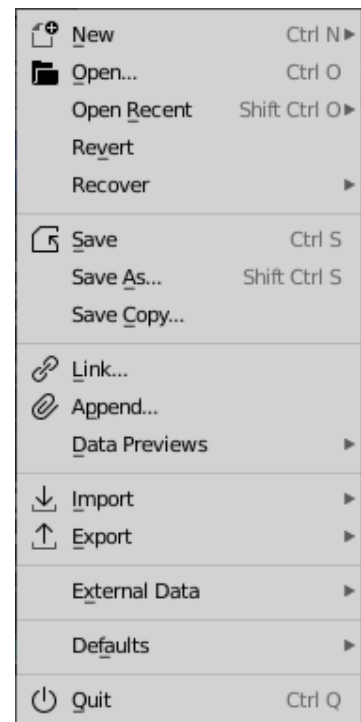 New Ctrl N
Open... Ctrl O
Open Recent Shift Ctrl O
Revert
Recover
Save Ctrl S
Save As... Shift Ctrl S
Save Copy...
Link...
Append...
Data Previews
Import
Export
External Data
Defaults
Quit Ctrl Q